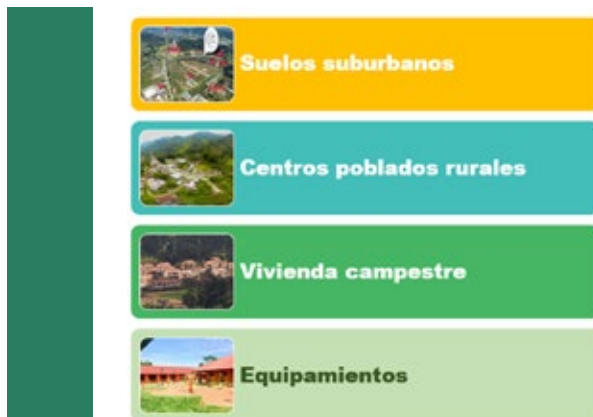 Suelos suburbanos
Centros poblados rurales
Vivienda campestre
Equipamientos